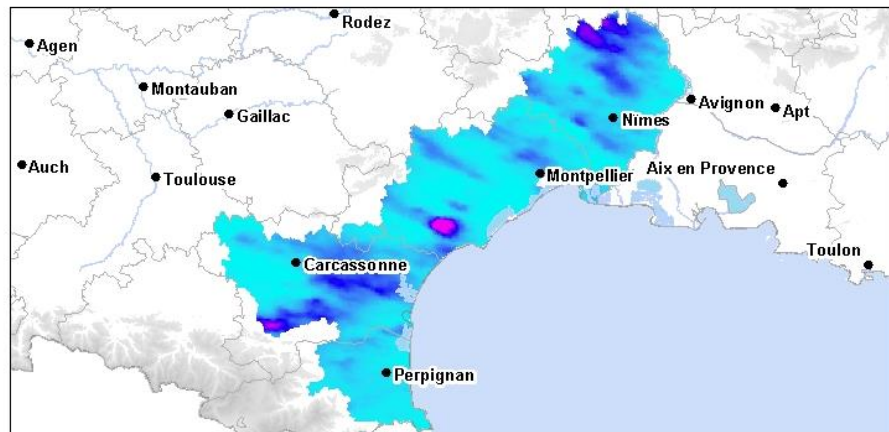 Rodez
Agen
Montauban
Gaillac
Avignon
Apt
Nîmes
Auch
Toulouse
Montpellier
Aix en Provence
Carcassonne
Toulon
Perpignan